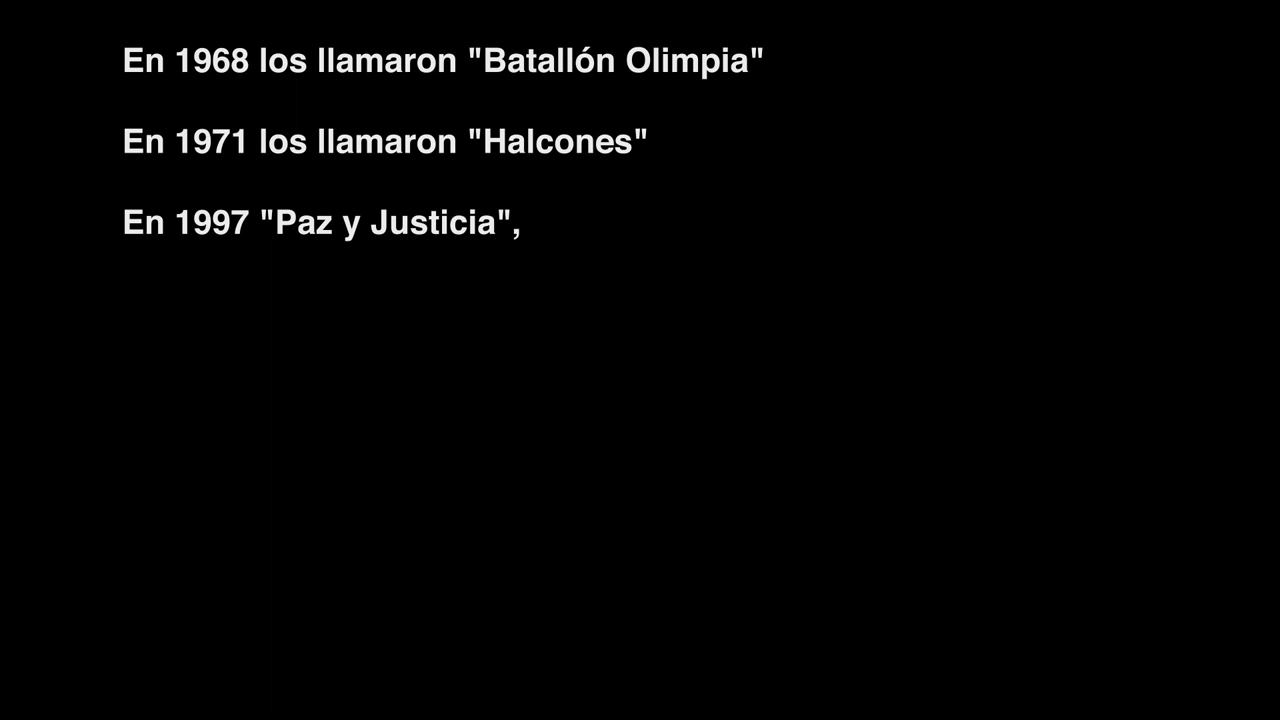 En 1968 los llamaron "Batallón Olimpia"
En 1971 los llamaron "Halcones"
En 1997 "Paz y Justicia",